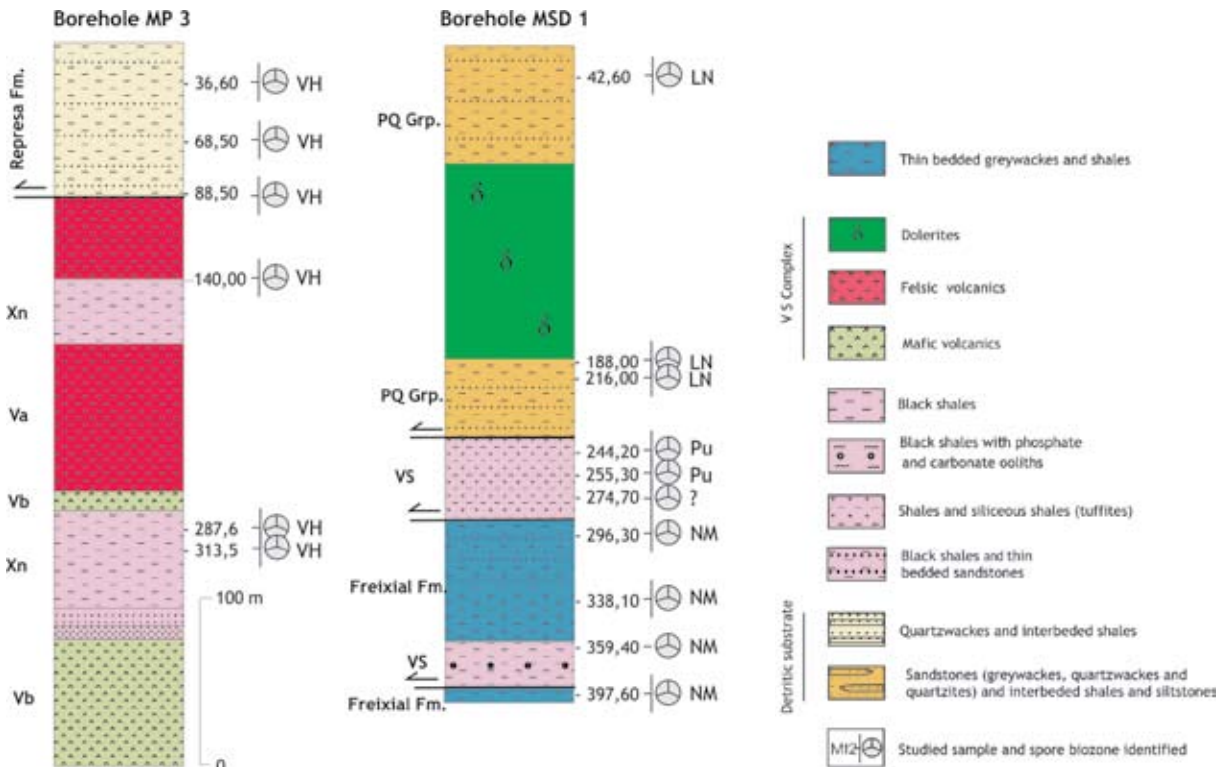 Borehole MP 3
Represa Fm.
36,60 VH
68,50 VH
88,50 VH
140,00 VH
Xn
Va
Vb
287,6 VH
313,5 VH
Xn
100 m
Vb
0
Borehole MSD 1
42,60 LN
PQ Grp.
188,00 LN
216,00 LN
PQ Grp.
244,20 Pu
VS
255,30 Pu
274,70 ?
296,30 NM
Freixial Fm.
338,10 NM
359,40 NM
VS
397,60 NM
Freixial Fm.
Thin bedded greywackes and shales
V S Complex
Dolerites
Felsic volcanics
Mafic volcanics
Black shales
Black shales with phosphate
and carbonate ooliths
Shales and siliceous shales (tuffites)
Black shales and thin
bedded sandstones
Detritic substrate
Quartzwackes and interbeded shales
Sandstones (greywackes, quartzwackes and
quartzites) and interbeded shales and siltstones
Mt2 Studied sample and spore biozone identified